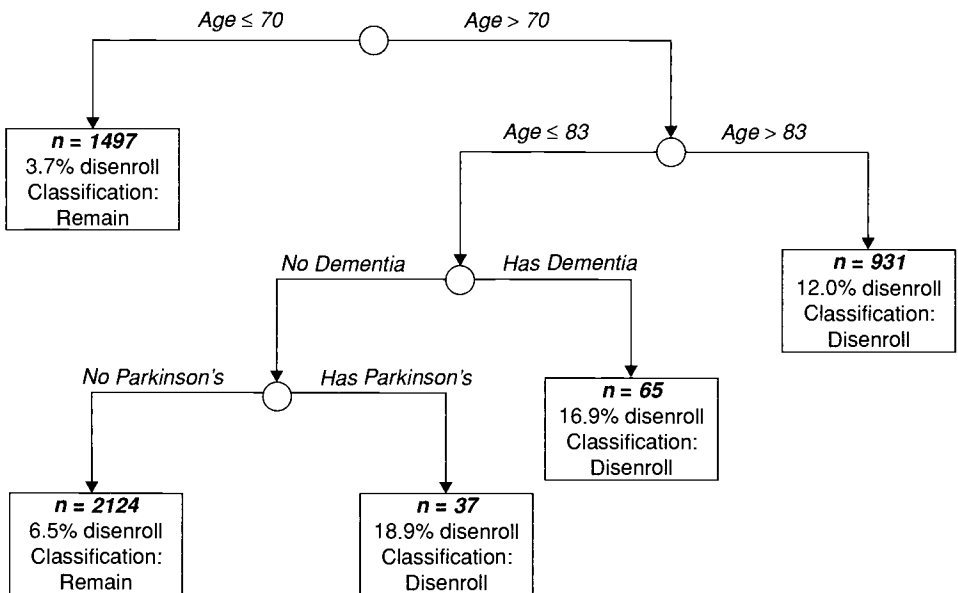 Age ≤ 70
Age > 70
n = 1497
3.7% disenroll
Classification:
Remain
Age ≤ 83
Age > 83
No Dementia
Has Dementia
n = 931
12.0% disenroll
Classification:
Disenroll
No Parkinson's
Has Parkinson's
n = 65
16.9% disenroll
Classification:
Disenroll
n = 2124
6.5% disenroll
Classification:
Remain
n = 37
18.9% disenroll
Classification:
Disenroll